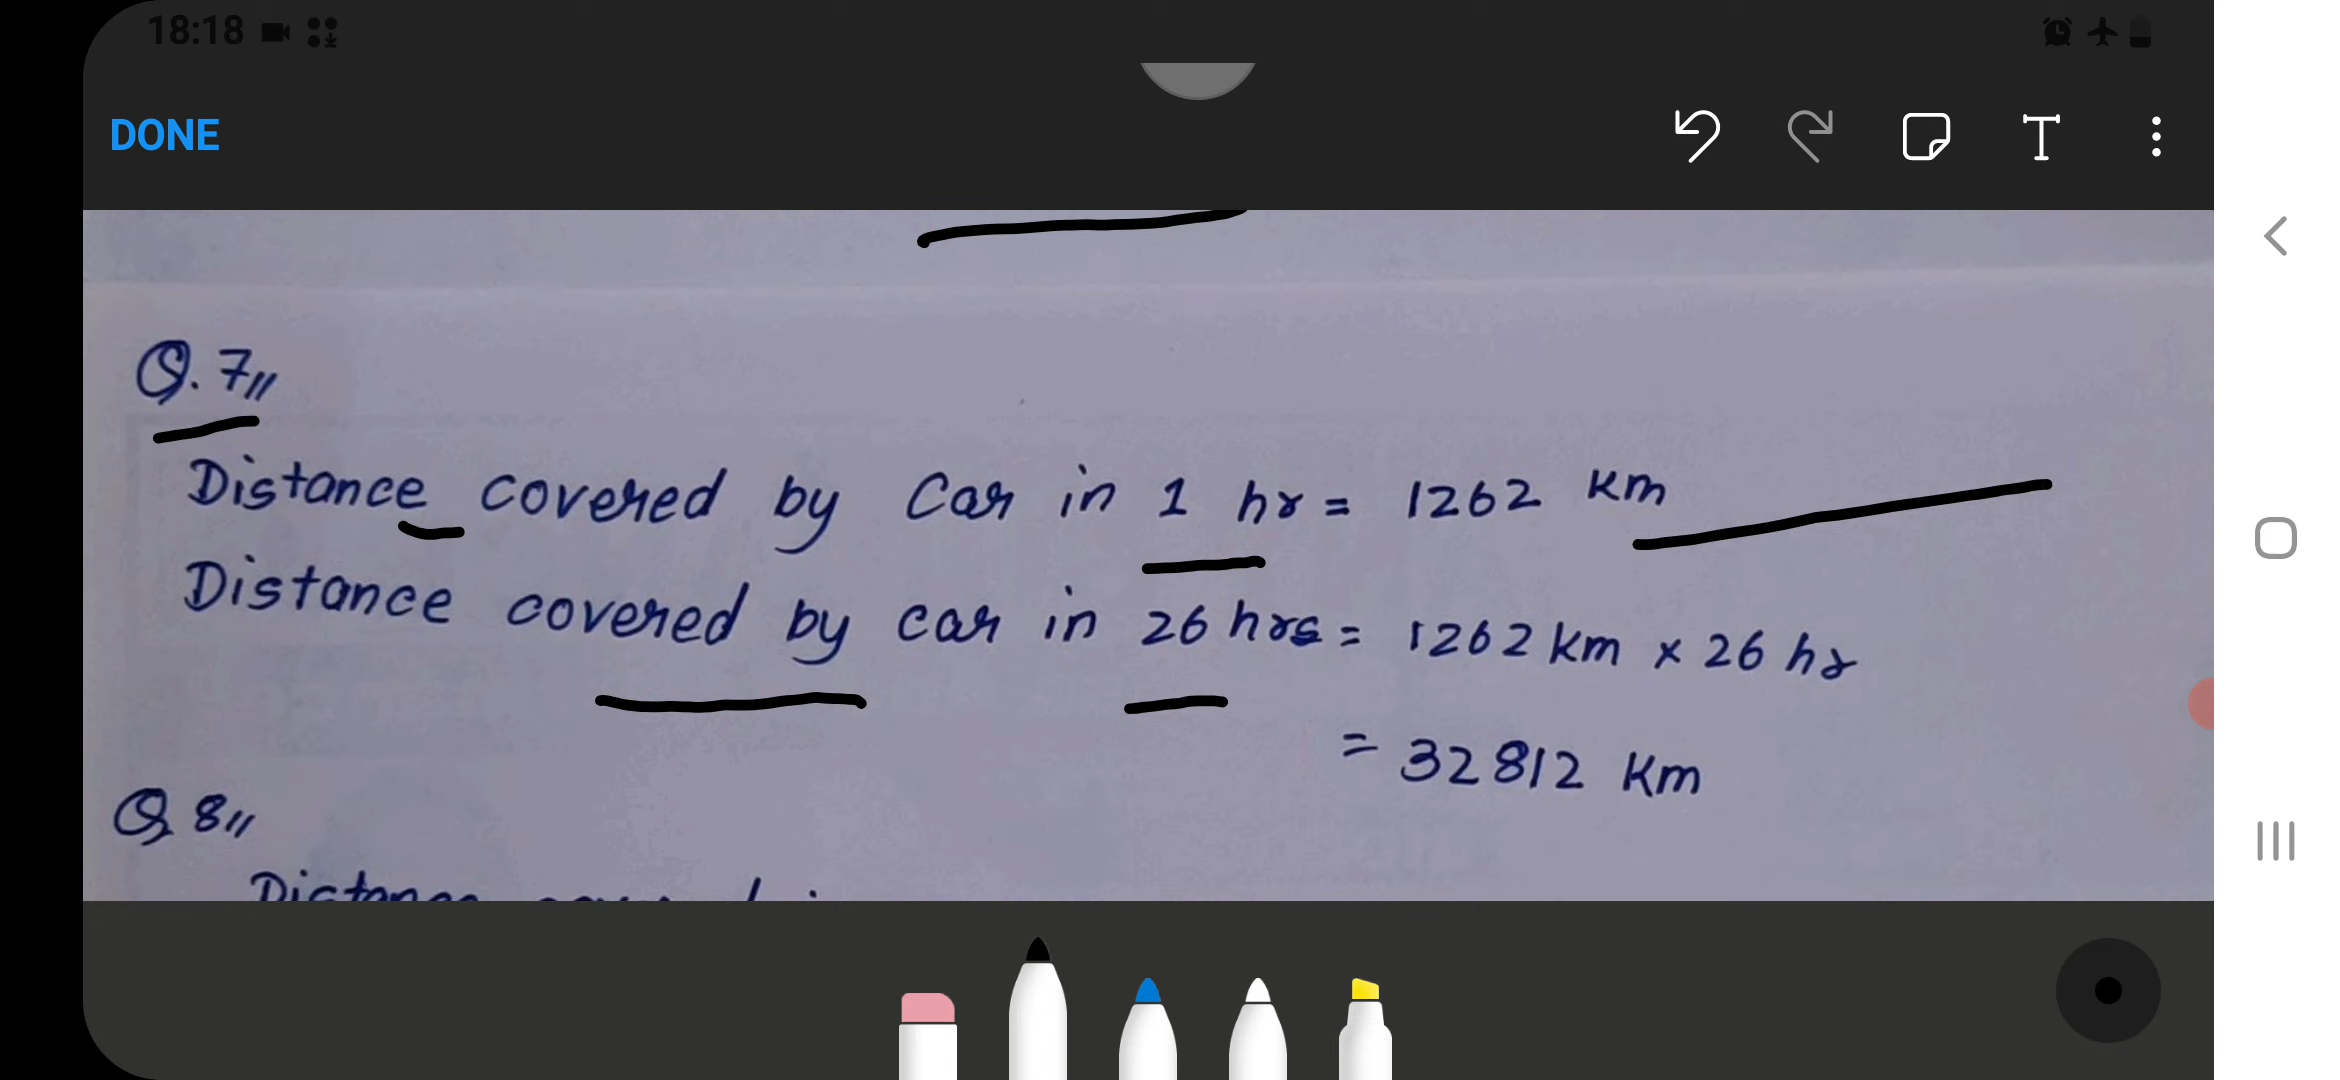 18:18
DONE
T
Q. 7//
Distance covered by Car in 1 hr = 1262 km
Distance covered by car in 26 hrs = 1262 km × 26 hr
= 32812 Km
Q 8//
Distance